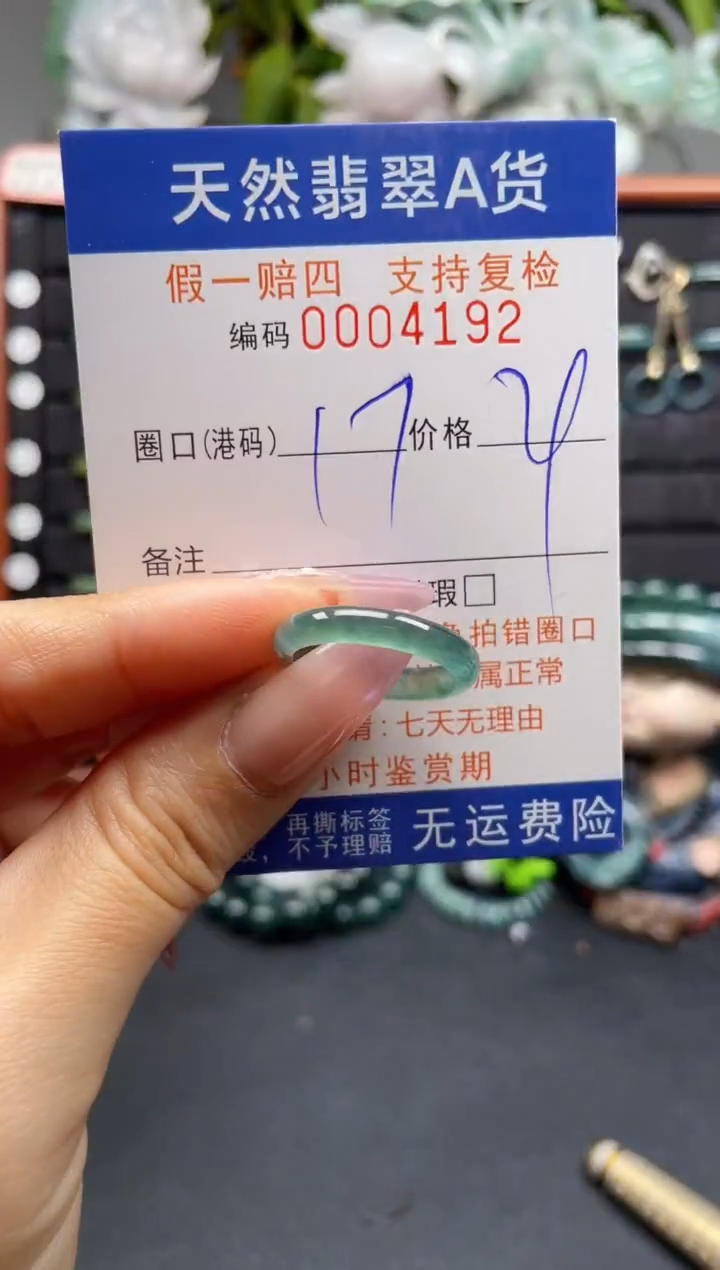 天然翡翠A货
假一赔四 支持复检
编码 0004192
圈口(港码) 17 价格 y
备注
瑕□
拍错圈口
属正常
: 七天无理由
小时鉴赏期
再撕标签
，不予理赔
无运费险